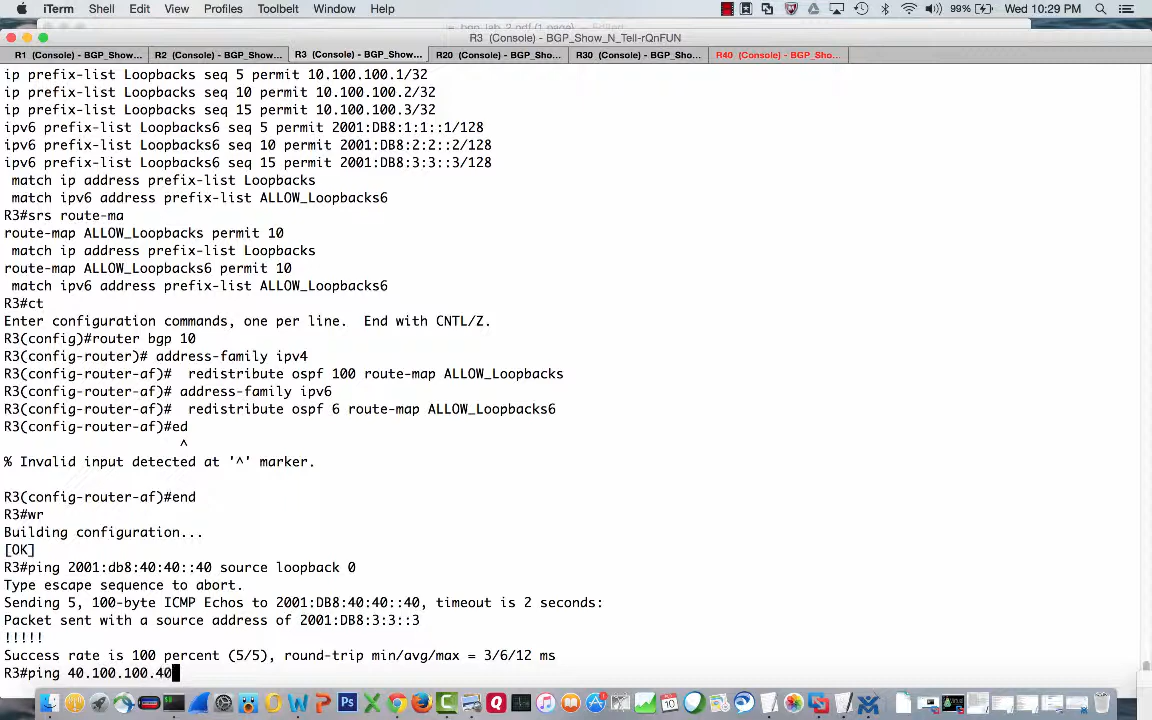 iTerm Shell Edit View Profiles Toolbelt Window Help 99% Wed 10:29 PM
R3 (Console) - BGP_Show_N_Tell-rQnFUN
R1 (Console) - BGP_Show... R2 (Console) - BGP_Show... R3 (Console) - BGP_Show... R20 (Console) - BGP_Sho... R30 (Console) - BGP_Sho... R40 (Console) - BGP_Sho...
ip prefix-list Loopbacks seq 5 permit 10.100.100.1/32
ip prefix-list Loopbacks seq 10 permit 10.100.100.2/32
ip prefix-list Loopbacks seq 15 permit 10.100.100.3/32
ipv6 prefix-list Loopbacks6 seq 5 permit 2001:DB8:1:1::1/128
ipv6 prefix-list Loopbacks6 seq 10 permit 2001:DB8:2:2::2/128
ipv6 prefix-list Loopbacks6 seq 15 permit 2001:DB8:3:3::3/128
match ip address prefix-list Loopbacks
match ipv6 address prefix-list ALLOW_Loopbacks6
R3#srs route-ma
route-map ALLOW_Loopbacks permit 10
match ip address prefix-list Loopbacks
route-map ALLOW_Loopbacks6 permit 10
match ipv6 address prefix-list ALLOW_Loopbacks6
R3#ct
Enter configuration commands, one per line.  End with CNTL/Z.
R3(config)#router bgp 10
R3(config-router)# address-family ipv4
R3(config-router-af)#  redistribute ospf 100 route-map ALLOW_Loopbacks
R3(config-router-af)# address-family ipv6
R3(config-router-af)#  redistribute ospf 6 route-map ALLOW_Loopbacks6
R3(config-router-af)#ed
^
% Invalid input detected at '^' marker.
R3(config-router-af)#end
R3#wr
Building configuration...
[OK]
R3#ping 2001:db8:40:40::40 source loopback 0
Type escape sequence to abort.
Sending 5, 100-byte ICMP Echos to 2001:DB8:40:40::40, timeout is 2 seconds:
Packet sent with a source address of 2001:DB8:3:3::3
!!!!!
Success rate is 100 percent (5/5), round-trip min/avg/max = 3/6/12 ms
R3#ping 40.100.100.40